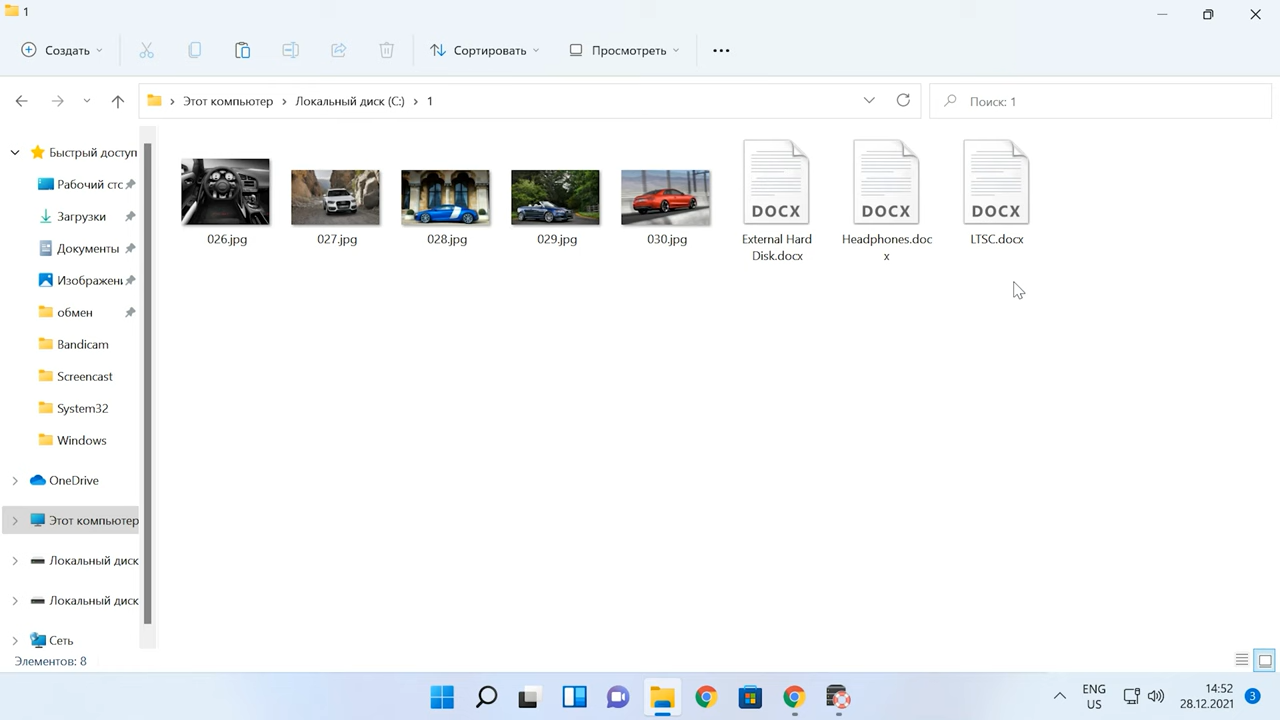 1
Создать
Сортировать
Просмотреть
Этот компьютер
Локальный диск (C:)
1
Поиск: 1
Быстрый доступ
Рабочий стс
Загрузки
Документы
Изображени
обмен
Bandicam
Screencast
System32
Windows
OneDrive
Этот компьютер
Локальный диск
Локальный диск
Сеть
026.jpg
027.jpg
028.jpg
029.jpg
030.jpg
DOCX
External Hard
Disk.docx
DOCX
Headphones.doc
x
DOCX
LTSC.docx
Элементов: 8
ENG
US
14:52
28.12.2021
3